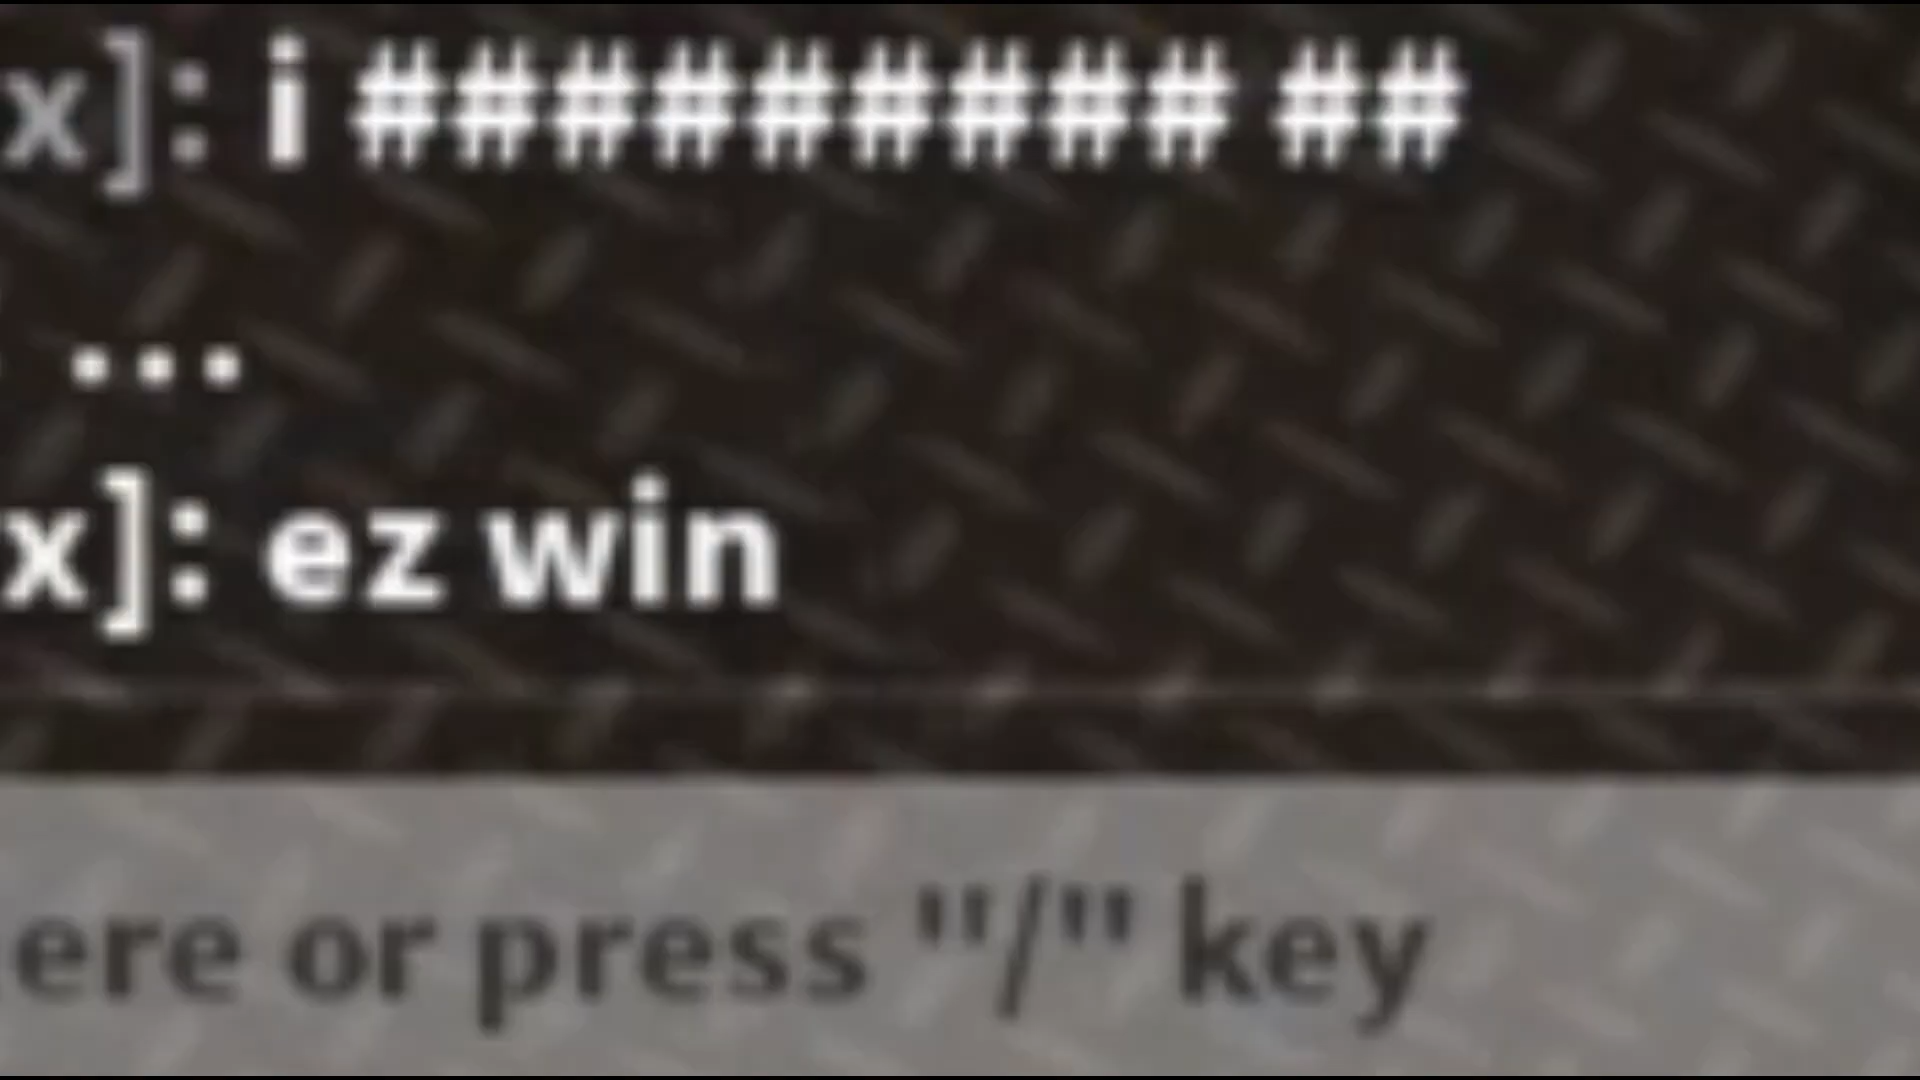 x]: i ######### ##
...
x]: ez win
ere or press "/" key